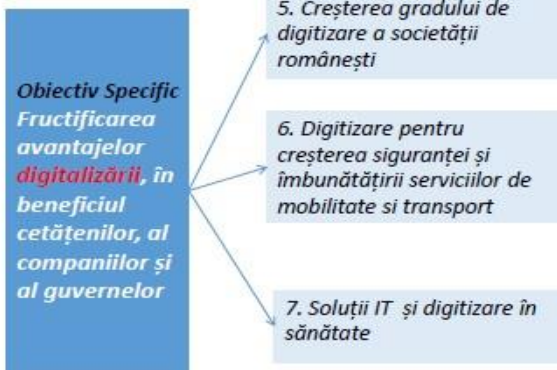 Obiectiv Specific
Fructificarea
avantajelor
digitalizării, în
beneficiul
cetățenilor, al
companiilor și
al guvernelor
5. Creșterea gradului de
digitizare a societății
românești
6. Digitizare pentru
creșterea siguranței și
îmbunătățirii serviciilor de
mobilitate si transport
7. Soluții IT și digitizare în
sănătate